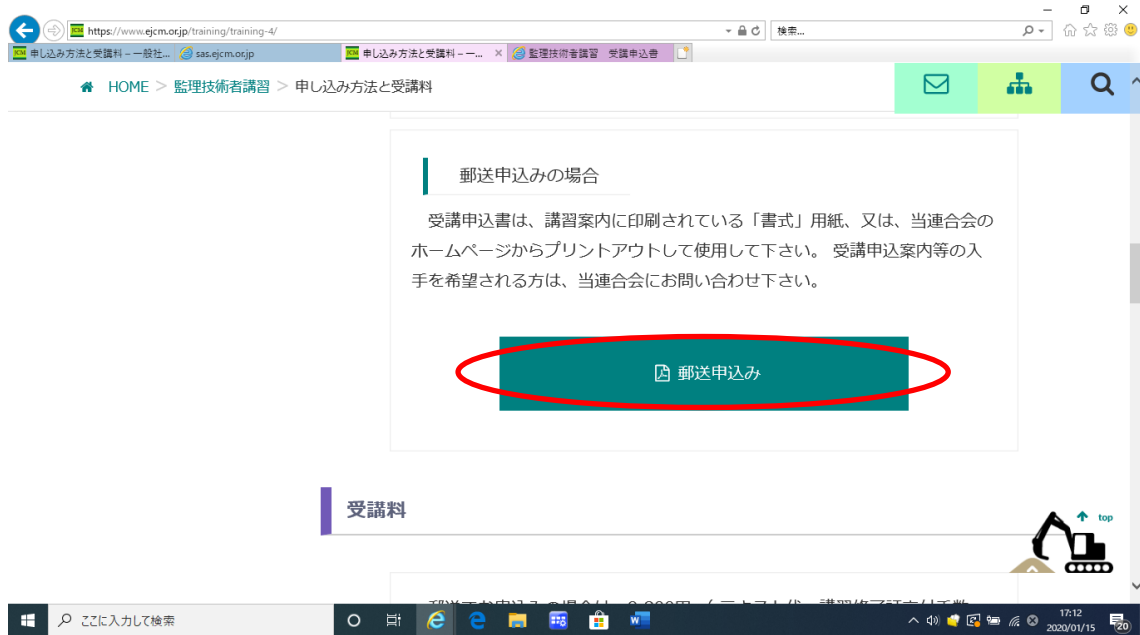 https://www.ejcm.or.jp/training/training-4/
検索...
申し込み方法と受講料 – 一般社...
sas.ejcm.or.jp
申し込み方法と受講料 – 一...
監理技術者講習 受講申込書
HOME > 監理技術者講習 > 申し込み方法と受講料
郵送申込みの場合
受講申込書は、講習案内に印刷されている「書式」用紙、又は、当連合会の
ホームページからプリントアウトして使用して下さい。 受講申込案内等の入
手を希望される方は、当連合会にお問い合わせ下さい。
郵送申込み
受講料
top
ここに入力して検索
17:12
2020/01/15
20